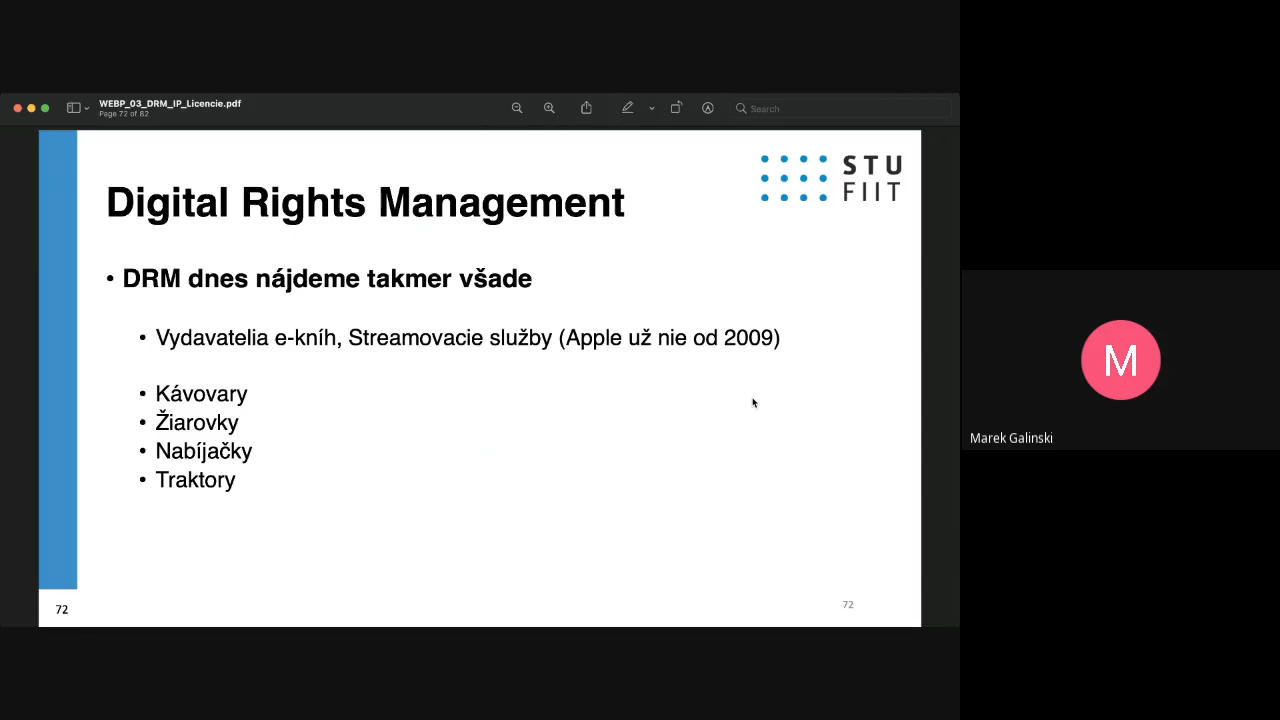 WEBP_03_DRM_IP_Licencie.pdf
Page 72 of 82
Search
STU
FIIT
Digital Rights Management
• DRM dnes nájdeme takmer všade
• Vydavatelia e-kníh, Streamovacie služby (Apple už nie od 2009)
• Kávovary
• Žiarovky
• Nabíjačky
• Traktory
72
72
M
Marek Galinski